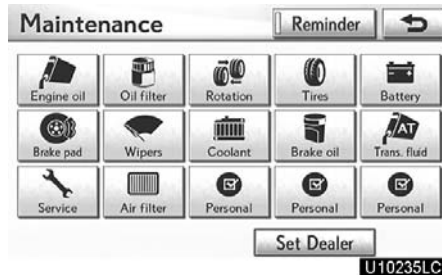 Maintenance Reminder
Engine oil Oil filter Rotation Tires Battery
Brake pad Wipers Coolant Brake oil AT Trans. fluid
Service Air filter Personal Personal Personal
Set Dealer
U10235LC